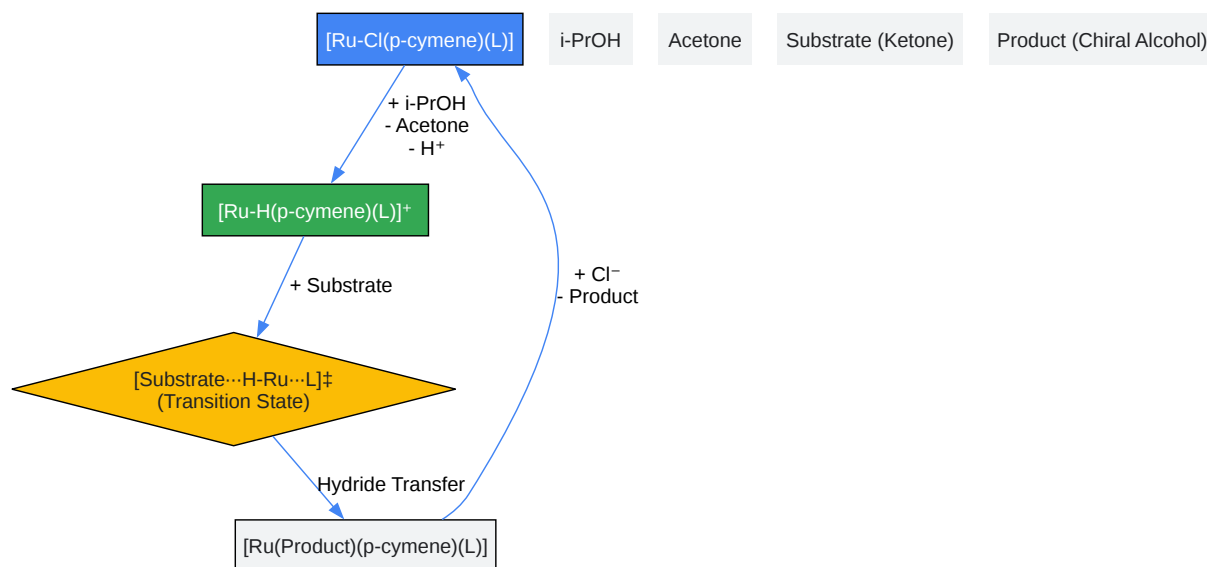 [Ru-Cl(p-cymene)(L)]
i-PrOH
Acetone
Substrate (Ketone)
Product (Chiral Alcohol)
+ i-PrOH
- Acetone
- H⁺
[Ru-H(p-cymene)(L)]⁺
+ Substrate
+ Cl⁻
- Product
[Substrate···H-Ru···L]‡
(Transition State)
Hydride Transfer
[Ru(Product)(p-cymene)(L)]